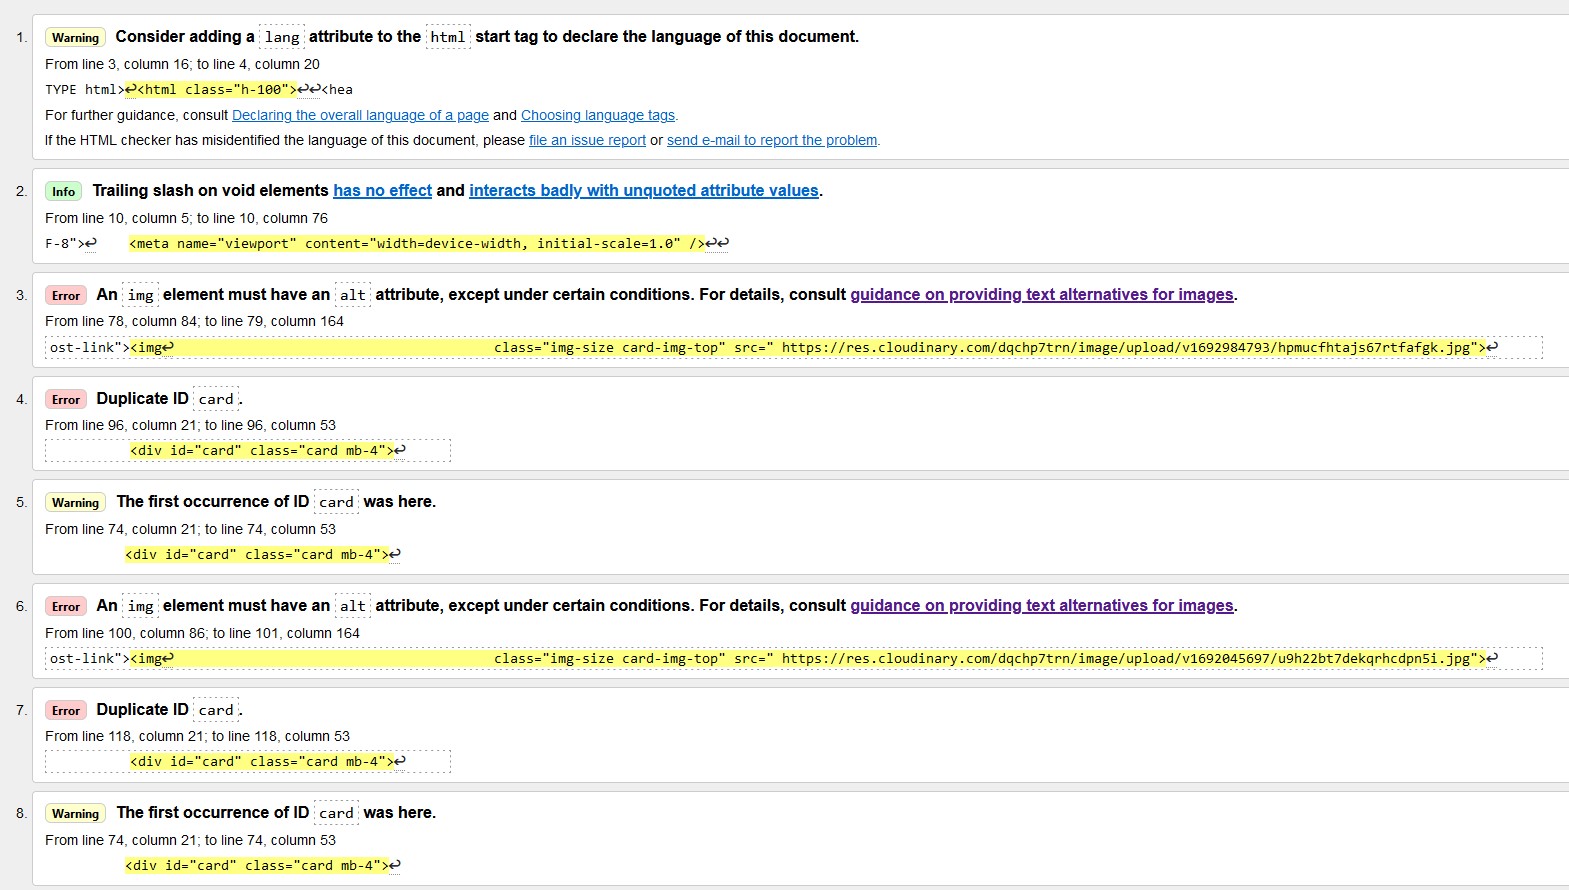 1. Warning Consider adding a lang attribute to the html start tag to declare the language of this document.
From line 3, column 16; to line 4, column 20
TYPE html>↩<html class="h-100">↩↩<hea
For further guidance, consult Declaring the overall language of a page and Choosing language tags.
If the HTML checker has misidentified the language of this document, please file an issue report or send e-mail to report the problem.
2. Info Trailing slash on void elements has no effect and interacts badly with unquoted attribute values.
From line 10, column 5; to line 10, column 76
F-8">↩    <meta name="viewport" content="width=device-width, initial-scale=1.0" />↩↩
3. Error An img element must have an alt attribute, except under certain conditions. For details, consult guidance on providing text alternatives for images.
From line 78, column 84; to line 79, column 164
ost-link"><img↩ class="img-size card-img-top" src=" https://res.cloudinary.com/dqchp7trn/image/upload/v1692984793/hpmucfhtajs67rtfafgk.jpg">↩
4. Error Duplicate ID card.
From line 96, column 21; to line 96, column 53
<div id="card" class="card mb-4">↩
5. Warning The first occurrence of ID card was here.
From line 74, column 21; to line 74, column 53
<div id="card" class="card mb-4">↩
6. Error An img element must have an alt attribute, except under certain conditions. For details, consult guidance on providing text alternatives for images.
From line 100, column 86; to line 101, column 164
ost-link"><img↩ class="img-size card-img-top" src=" https://res.cloudinary.com/dqchp7trn/image/upload/v1692045697/u9h22bt7dekqrhcdpn5i.jpg">↩
7. Error Duplicate ID card.
From line 118, column 21; to line 118, column 53
<div id="card" class="card mb-4">↩
8. Warning The first occurrence of ID card was here.
From line 74, column 21; to line 74, column 53
<div id="card" class="card mb-4">↩